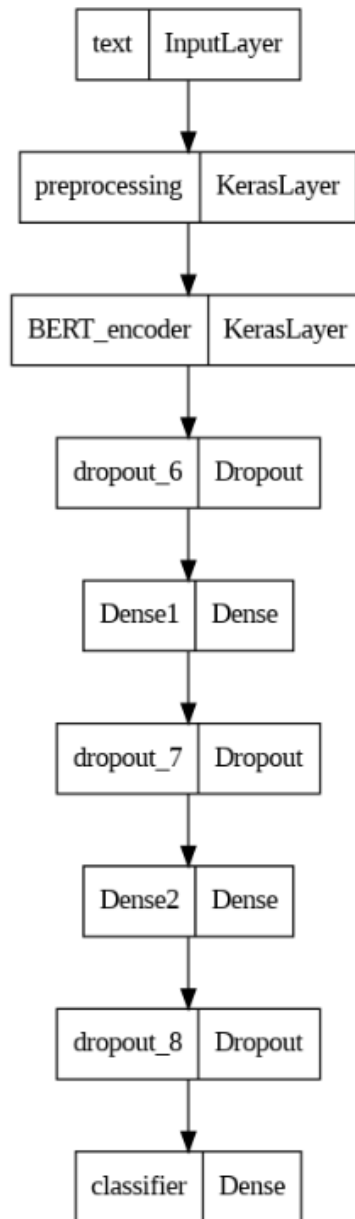 text InputLayer
preprocessing KerasLayer
BERT_encoder KerasLayer
dropout_6 Dropout
Dense1 Dense
dropout_7 Dropout
Dense2 Dense
dropout_8 Dropout
classifier Dense